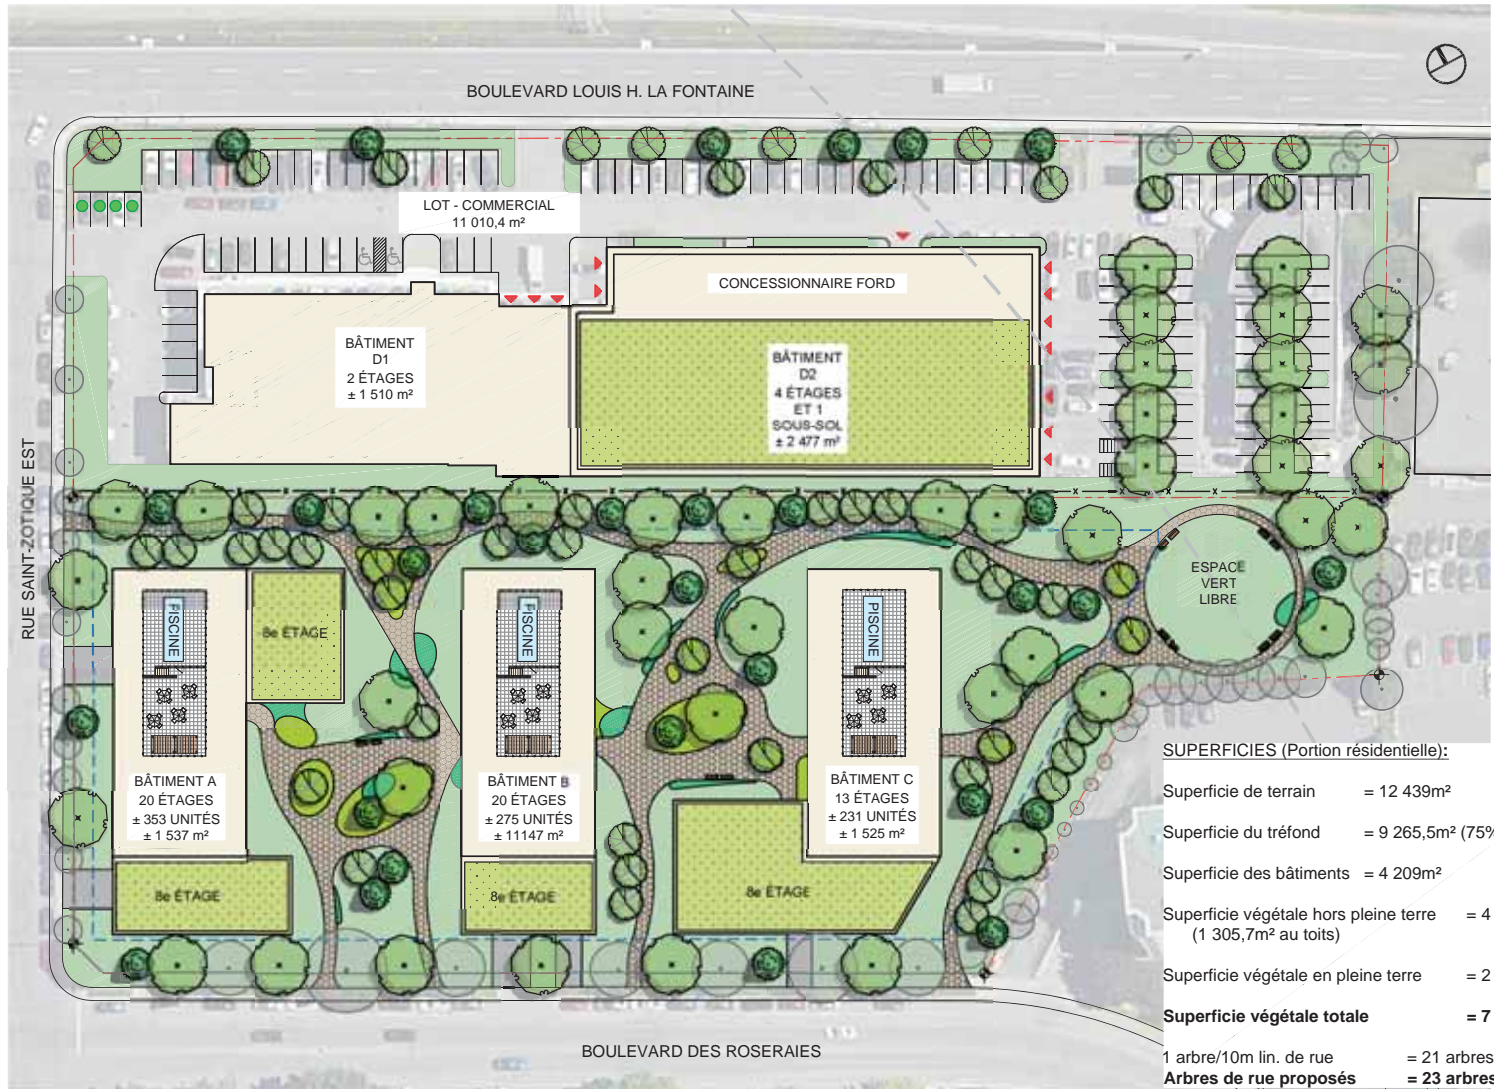 BOULEVARD LOUIS H. LA FONTAINE
LOT - COMMERCIAL
11 010,4 m²
CONCESSIONNAIRE FORD
BÂTIMENT
D1
2 ÉTAGES
± 1 510 m²
BÂTIMENT
D2
4 ÉTAGES
ET 1
SOUS-SOL
± 2 477 m²
RUE SAINT-ZOTIQUE EST
ESPACE
VERT
LIBRE
PISCINE
8e ÉTAGE
PISCINE
PISCINE
BÂTIMENT A
20 ÉTAGES
± 353 UNITÉS
± 1 537 m²
BÂTIMENT B
20 ÉTAGES
± 275 UNITÉS
± 11147 m²
BÂTIMENT C
13 ÉTAGES
± 231 UNITÉS
± 1 525 m²
8e ÉTAGE
8e ÉTAGE
8e ÉTAGE
BOULEVARD DES ROSERAIES
SUPERFICIES (Portion résidentielle):
Superficie de terrain = 12 439m²
Superficie du tréfond = 9 265,5m² (75%
Superficie des bâtiments = 4 209m²
Superficie végétale hors pleine terre = 4
(1 305,7m² au toits)
Superficie végétale en pleine terre = 2
Superficie végétale totale = 7
1 arbre/10m lin. de rue = 21 arbres
Arbres de rue proposés = 23 arbres